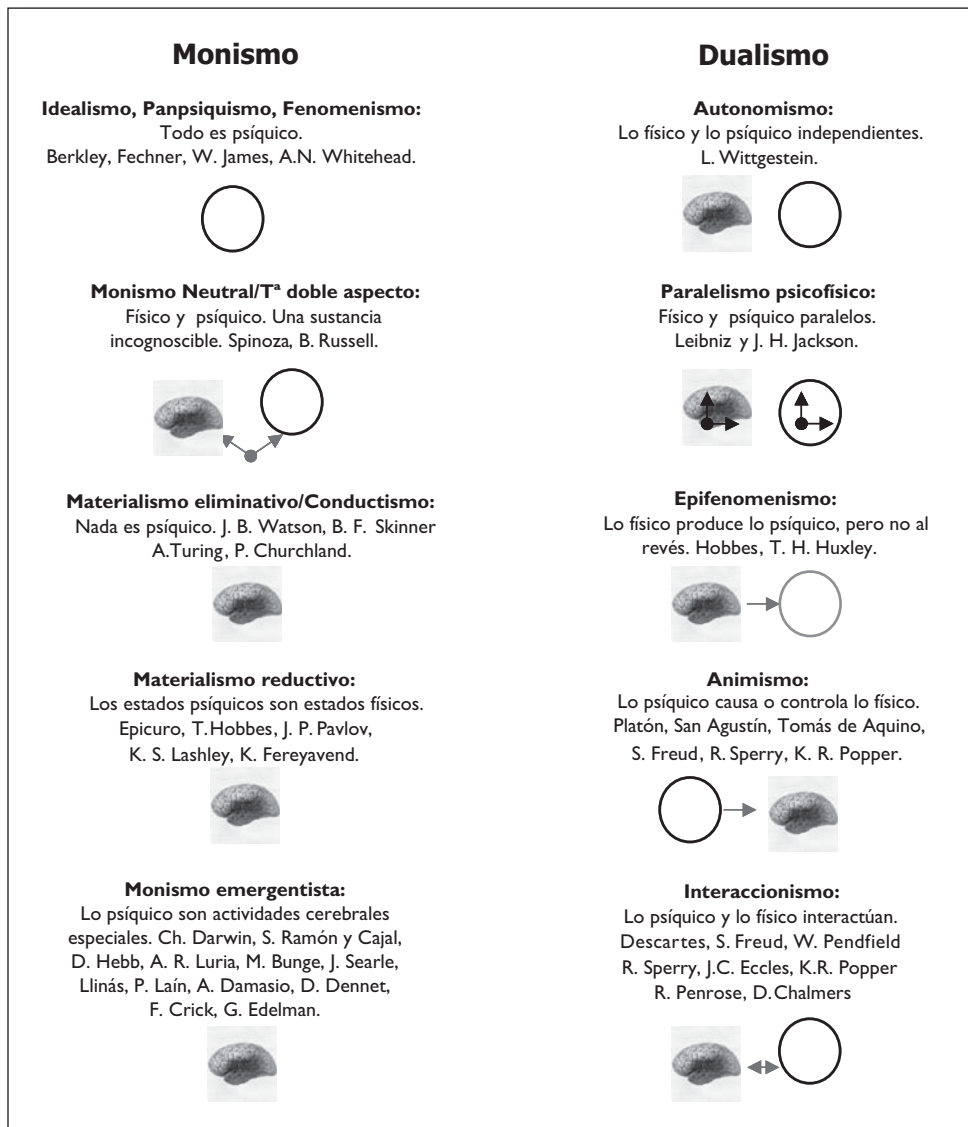 Monismo
Idealismo, Panpsiquismo, Fenomenismo:
Todo es psíquico.
Berkley, Fechner, W. James, A.N. Whitehead.
Monismo Neutral/Tª doble aspecto:
Físico y psíquico. Una sustancia
incognoscible. Spinoza, B. Russell.
Materialismo eliminativo/Conductismo:
Nada es psíquico. J. B. Watson, B. F. Skinner
A. Turing, P. Churchland.
Materialismo reductivo:
Los estados psíquicos son estados físicos.
Epicuro, T. Hobbes, J. P. Pavlov,
K. S. Lashley, K. Fereyavend.
Monismo emergentista:
Lo psíquico son actividades cerebrales
especiales. Ch. Darwin, S. Ramón y Cajal,
D. Hebb, A. R. Luria, M. Bunge, J. Searle,
Llinás, P. Laín, A. Damasio, D. Dennet,
F. Crick, G. Edelman.
Dualismo
Autonomismo:
Lo físico y lo psíquico independientes.
L. Wittgestein.
Paralelismo psicofísico:
Físico y psíquico paralelos.
Leibniz y J. H. Jackson.
Epifenomenismo:
Lo físico produce lo psíquico, pero no al
revés. Hobbes, T. H. Huxley.
Animismo:
Lo psíquico causa o controla lo físico.
Platón, San Agustín, Tomás de Aquino,
S. Freud, R. Sperry, K. R. Popper.
Interaccionismo:
Lo psíquico y lo físico interactúan.
Descartes, S. Freud, W. Pendfield
R. Sperry, J.C. Eccles, K.R. Popper
R. Penrose, D. Chalmers